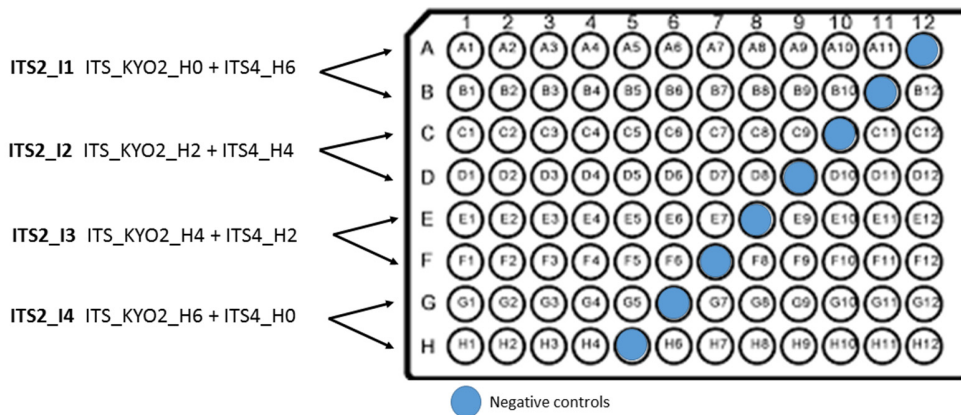 1 2 3 4 5 6 7 8 9 10 11 12
A A1 A2 A3 A4 A5 A6 A7 A8 A9 A10 A11
ITS2_I1 ITS_KYO2_H0 + ITS4_H6
B B1 B2 B3 B4 B5 B6 B7 B8 B9 B10 B12
C C1 C2 C3 C4 C5 C6 C7 C8 C9 C11 C12
ITS2_I2 ITS_KYO2_H2 + ITS4_H4
D D1 D2 D3 D4 D5 D6 D7 D8 D10 D11 D12
E E1 E2 E3 E4 E5 E6 E7 E9 E10 E11 E12
ITS2_I3 ITS_KYO2_H4 + ITS4_H2
F F1 F2 F3 F4 F5 F6 F8 F9 F10 F11 F12
G G1 G2 G3 G4 G5 G7 G8 G9 G10 G11 G12
ITS2_I4 ITS_KYO2_H6 + ITS4_H0
H H1 H2 H3 H4 H6 H7 H8 H9 H10 H11 H12
Negative controls